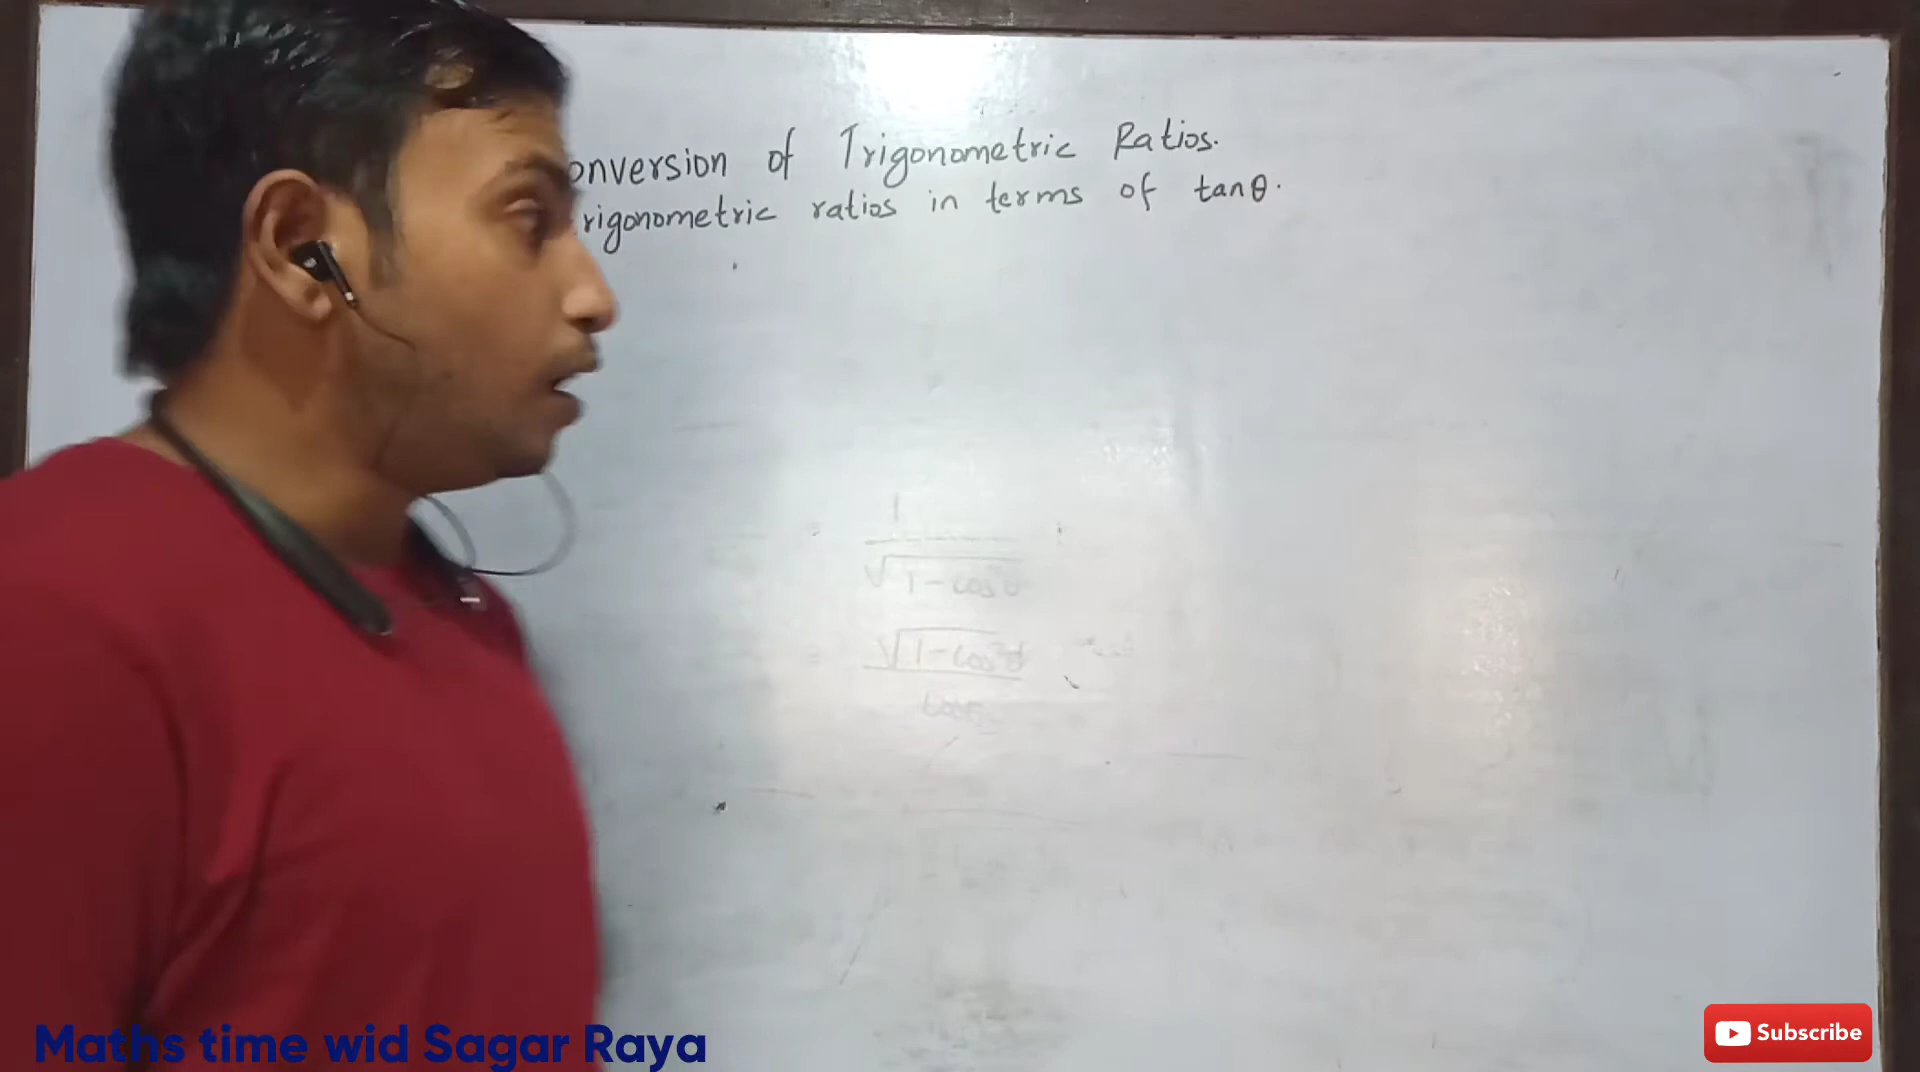 onversion of Trigonometric Ratios.
rigonometric ratios in terms of tanθ.
= 1
√1-cos²θ
= √1-cos²θ
cosθ
Maths time wid Sagar Raya
Subscribe